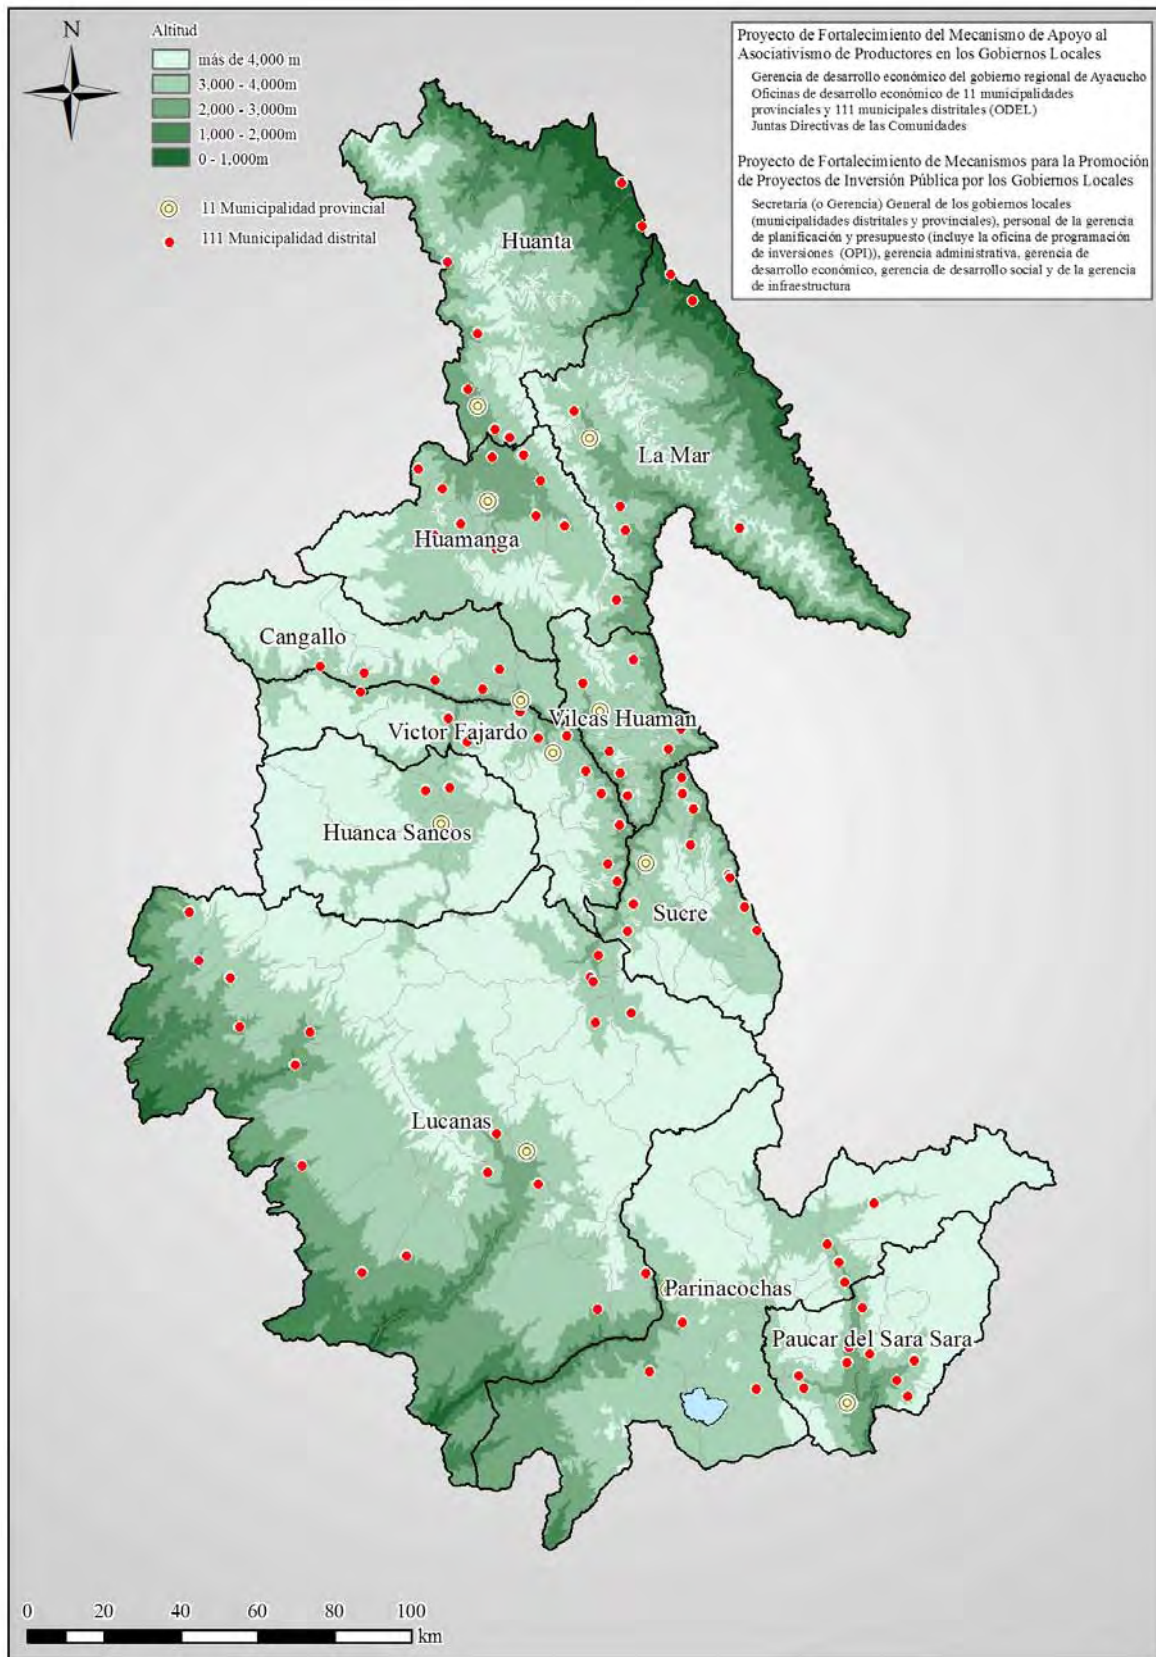 N
Altitud
más de 4,000 m
3,000 - 4,000m
2,000 - 3,000m
1,000 - 2,000m
0 - 1,000m
11 Municipalidad provincial
111 Municipalidad distrital
Proyecto de Fortalecimiento del Mecanismo de Apoyo al
Asociativismo de Productores en los Gobiernos Locales
Gerencia de desarrollo económico del gobierno regional de Ayacucho
Oficinas de desarrollo económico de 11 municipalidades
provinciales y 111 municipales distritales (ODEL)
Juntas Directivas de las Comunidades
Proyecto de Fortalecimiento de Mecanismos para la Promoción
de Proyectos de Inversión Pública por los Gobiernos Locales
Secretaría (o Gerencia) General de los gobiernos locales
(municipalidades distritales y provinciales), personal de la gerencia
de planificación y presupuesto (incluye la oficina de programación
de inversiones (OPI)), gerencia administrativa, gerencia de
desarrollo económico, gerencia de desarrollo social y de la gerencia
de infraestructura
Huanta
La Mar
Huamanga
Cangallo
Vilcas Huaman
Victor Fajardo
Huanca Sancos
Sucre
Lucanas
Parinacochas
Paucar del Sara Sara
0 20 40 60 80 100
km